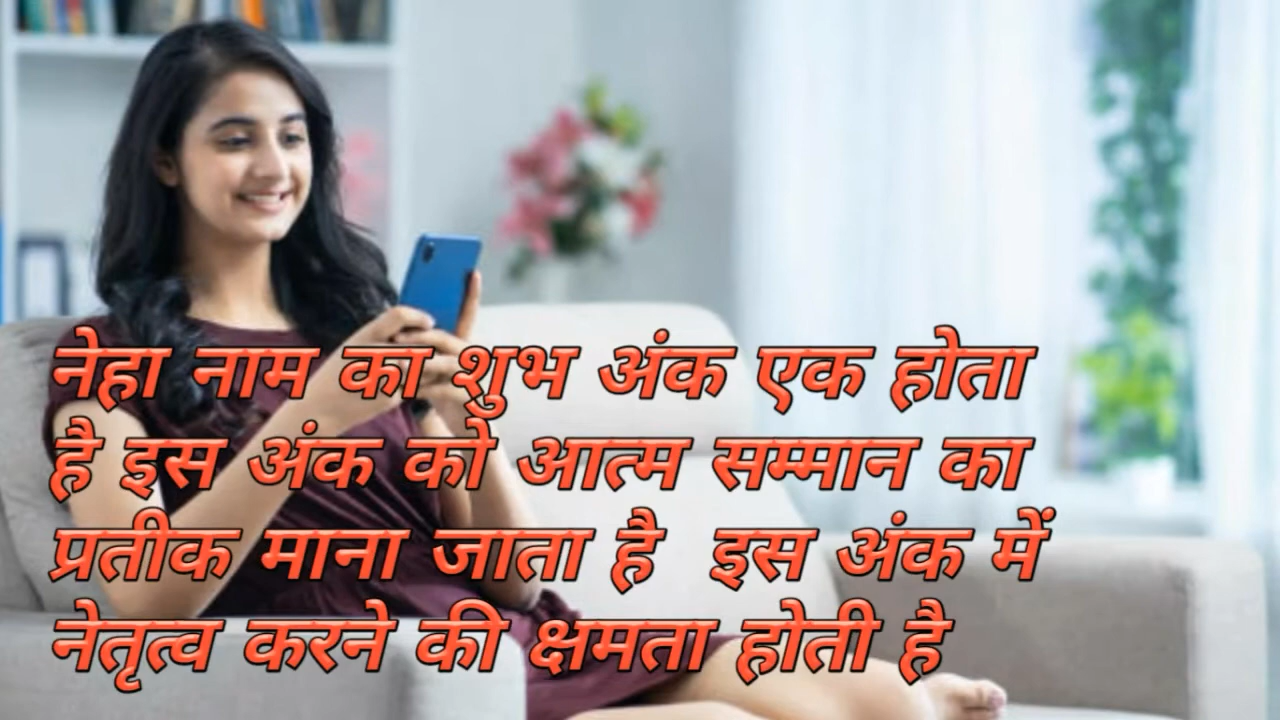 नेहा नाम का शुभ अंक एक होता
है इस अंक को आत्म सम्मान का
प्रतीक माना जाता है इस अंक में
नेतृत्व करने की क्षमता होती है